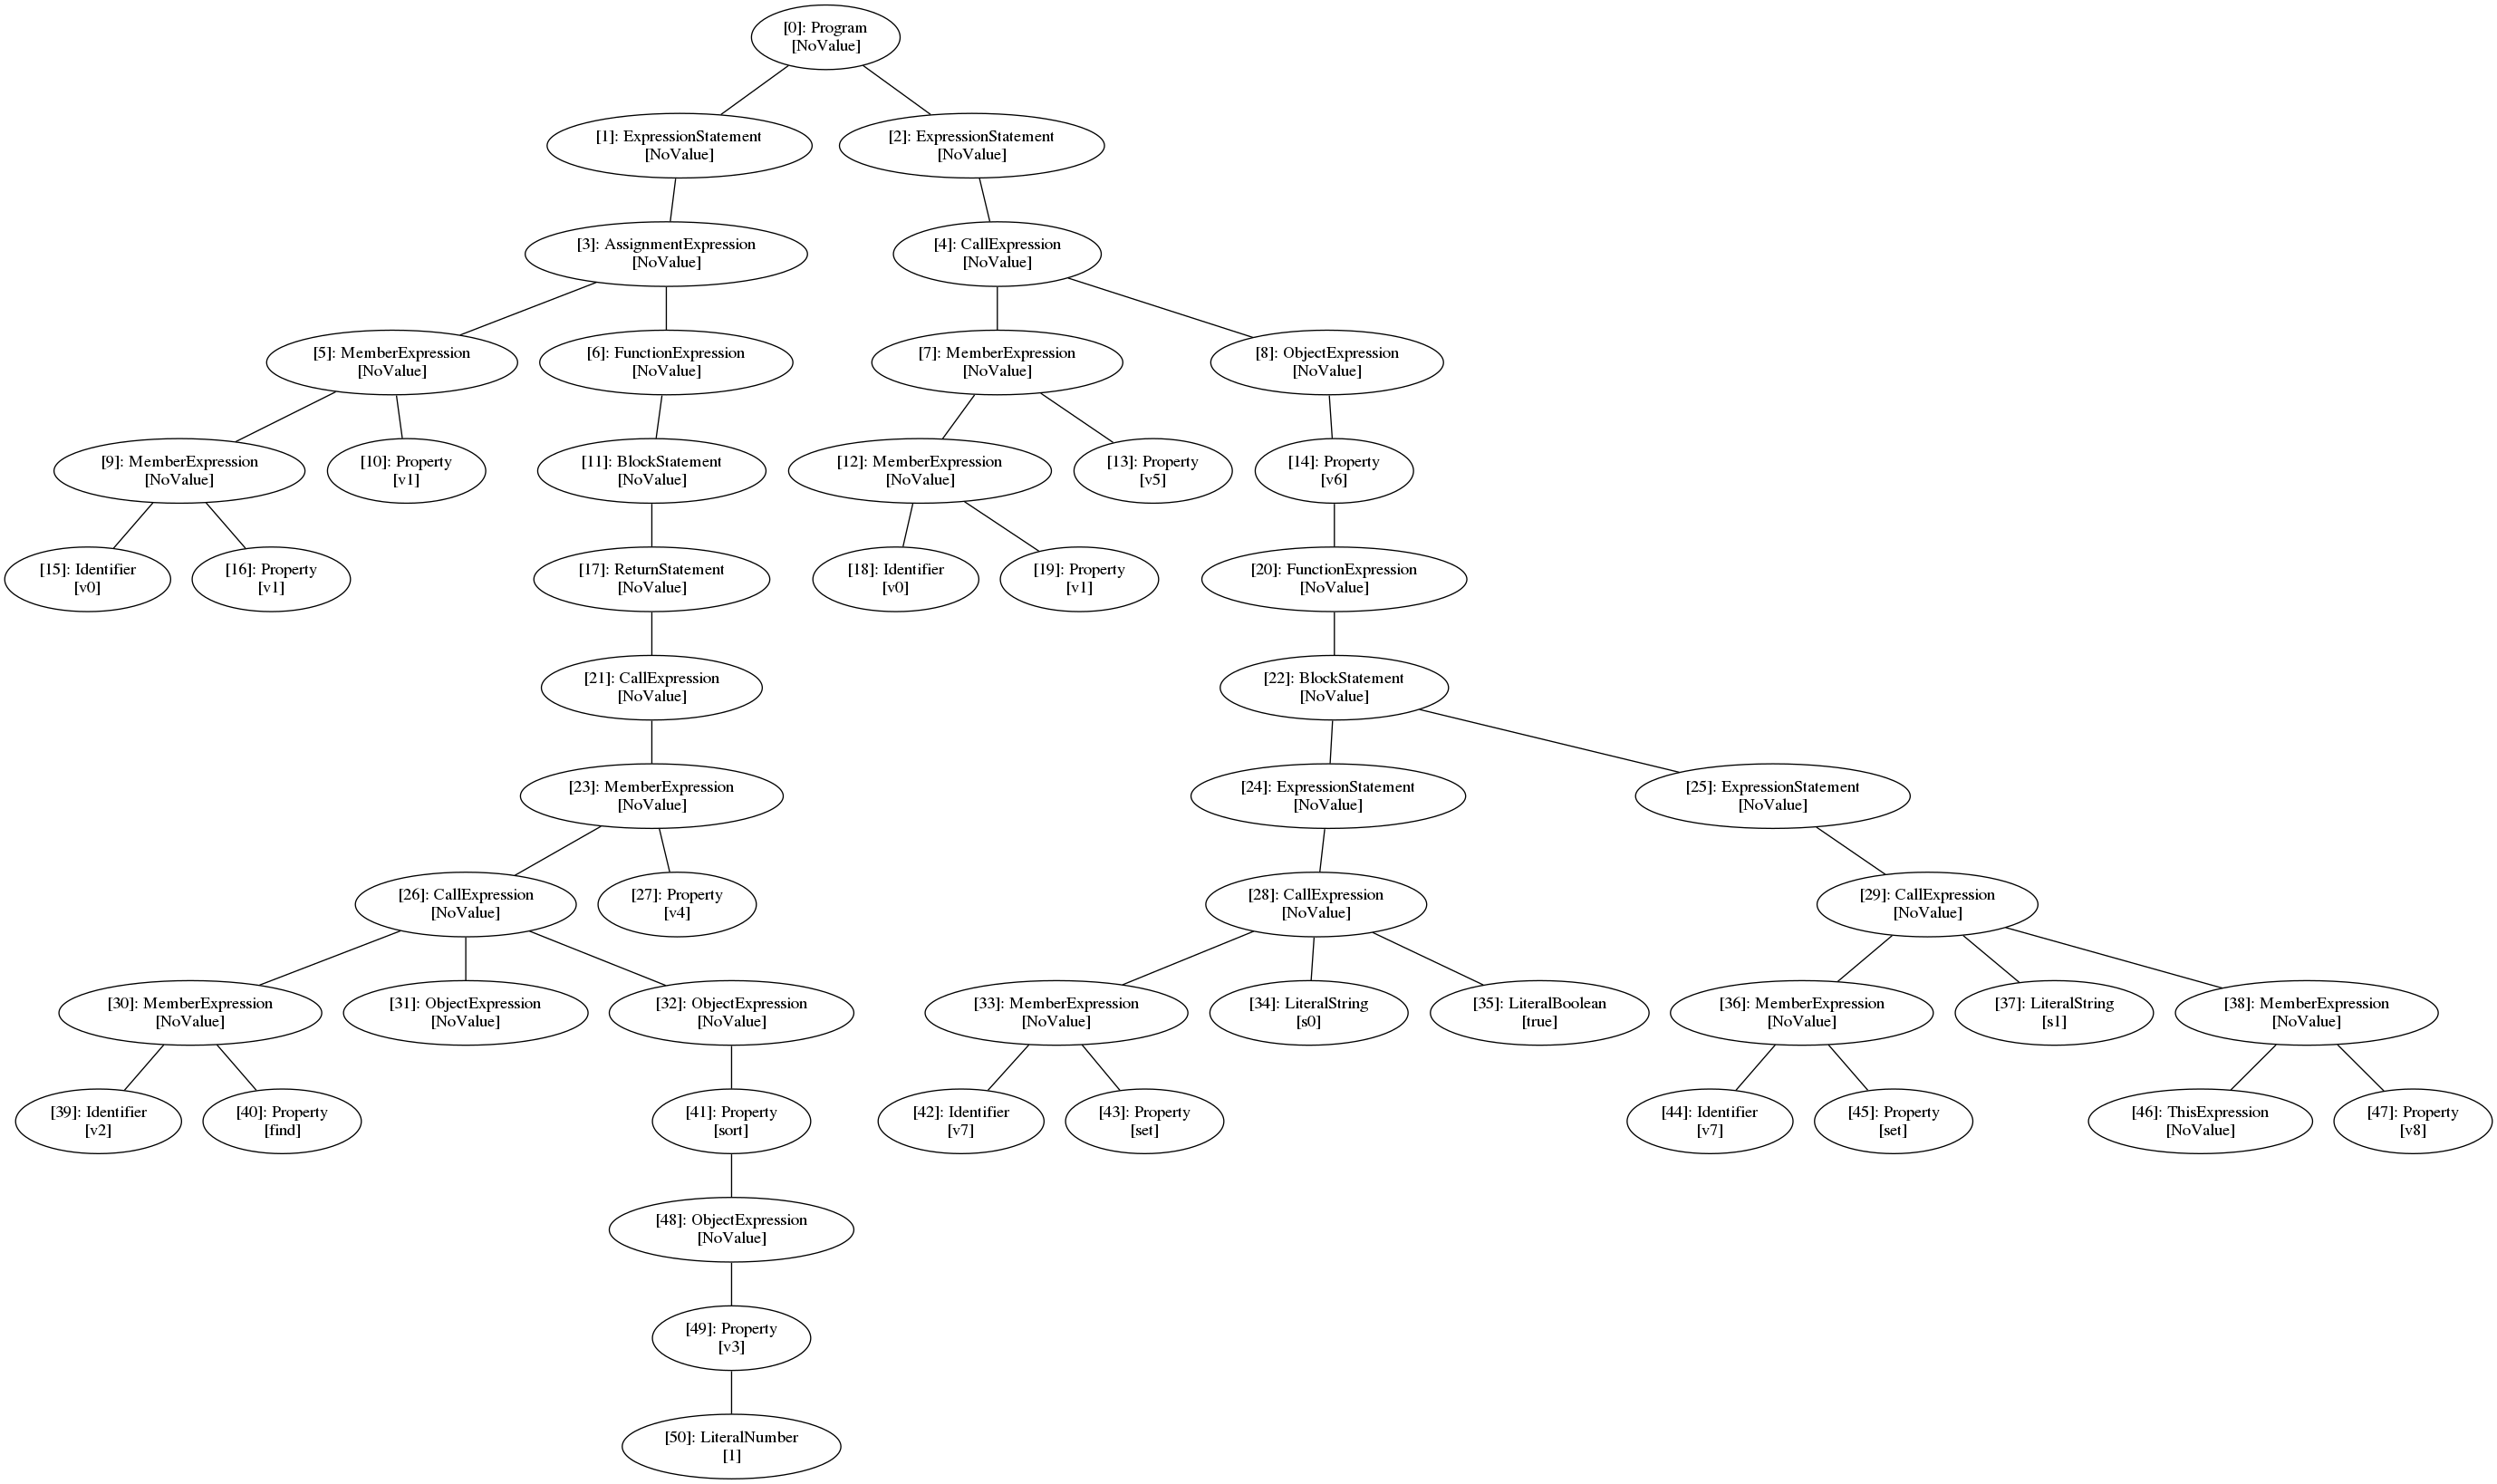 [0]: Program
[NoValue]
[1]: ExpressionStatement
[NoValue]
[2]: ExpressionStatement
[NoValue]
[3]: AssignmentExpression
[NoValue]
[4]: CallExpression
[NoValue]
[5]: MemberExpression
[NoValue]
[6]: FunctionExpression
[NoValue]
[7]: MemberExpression
[NoValue]
[8]: ObjectExpression
[NoValue]
[9]: MemberExpression
[NoValue]
[10]: Property
[v1]
[11]: BlockStatement
[NoValue]
[12]: MemberExpression
[NoValue]
[13]: Property
[v5]
[14]: Property
[v6]
[15]: Identifier
[v0]
[16]: Property
[v1]
[17]: ReturnStatement
[NoValue]
[18]: Identifier
[v0]
[19]: Property
[v1]
[20]: FunctionExpression
[NoValue]
[21]: CallExpression
[NoValue]
[22]: BlockStatement
[NoValue]
[23]: MemberExpression
[NoValue]
[24]: ExpressionStatement
[NoValue]
[25]: ExpressionStatement
[NoValue]
[26]: CallExpression
[NoValue]
[27]: Property
[v4]
[28]: CallExpression
[NoValue]
[29]: CallExpression
[NoValue]
[30]: MemberExpression
[NoValue]
[31]: ObjectExpression
[NoValue]
[32]: ObjectExpression
[NoValue]
[33]: MemberExpression
[NoValue]
[34]: LiteralString
[s0]
[35]: LiteralBoolean
[true]
[36]: MemberExpression
[NoValue]
[37]: LiteralString
[s1]
[38]: MemberExpression
[NoValue]
[39]: Identifier
[v2]
[40]: Property
[find]
[41]: Property
[sort]
[42]: Identifier
[v7]
[43]: Property
[set]
[44]: Identifier
[v7]
[45]: Property
[set]
[46]: ThisExpression
[NoValue]
[47]: Property
[v8]
[48]: ObjectExpression
[NoValue]
[49]: Property
[v3]
[50]: LiteralNumber
[1]